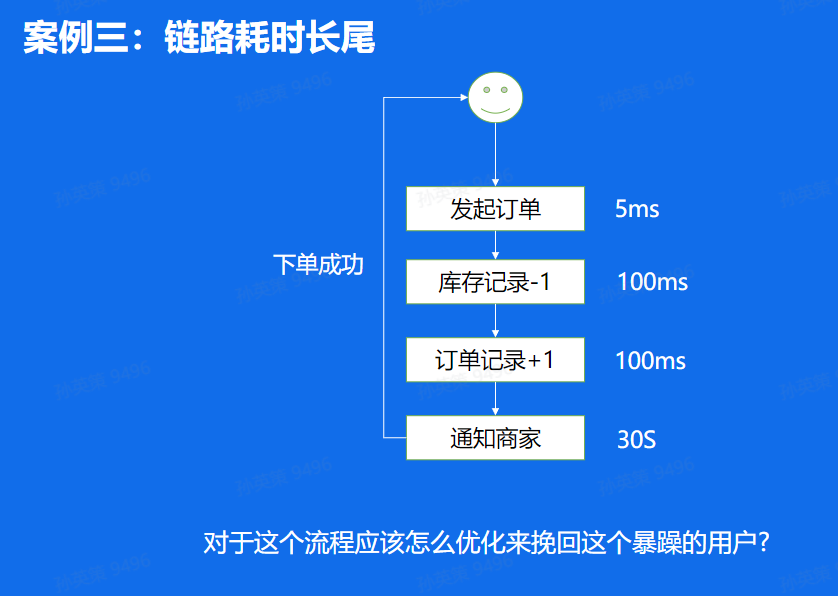 案例三：链路耗时长尾
发起订单 5ms
下单成功
库存记录-1 100ms
订单记录+1 100ms
通知商家 30S
对于这个流程应该怎么优化来挽回这个暴躁的用户?